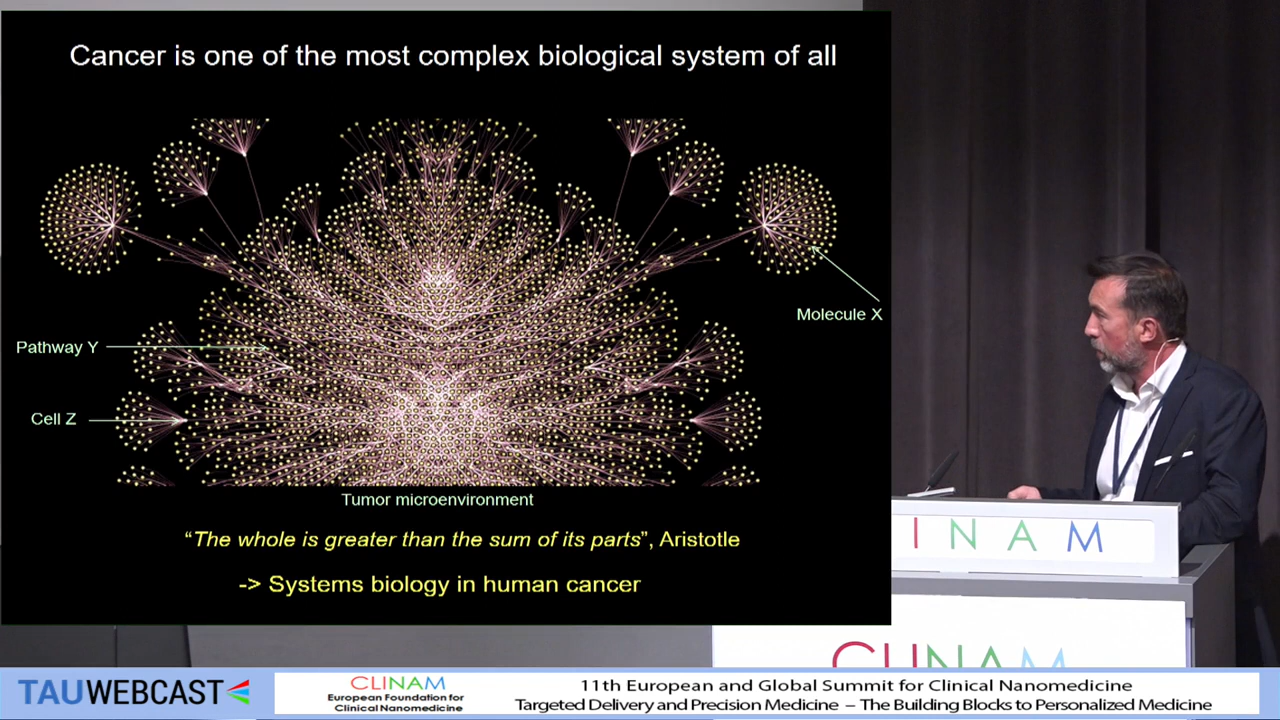 Cancer is one of the most complex biological system of all
Molecule X
Pathway Y
Cell Z
Tumor microenvironment
“The whole is greater than the sum of its parts”, Aristotle
-> Systems biology in human cancer
LINAM
CLINAM
TAUWEBCAST
CLINAM
European Foundation for
Clinical Nanomedicine
11th European and Global Summit for Clinical Nanomedicine
Targeted Delivery and Precision Medicine – The Building Blocks to Personalized Medicine